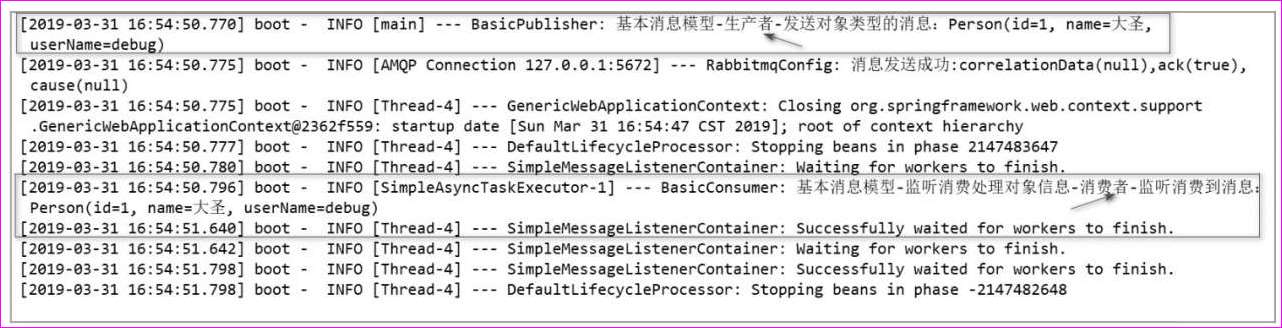 [2019-03-31 16:54:50.770] boot -  INFO [main] --- BasicPublisher: 基本消息模型-生产者-发送对象类型的消息：Person(id=1, name=大圣,
userName=debug)
[2019-03-31 16:54:50.775] boot -  INFO [AMQP Connection 127.0.0.1:5672] --- RabbitmqConfig: 消息发送成功:correlationData(null),ack(true),
cause(null)
[2019-03-31 16:54:50.775] boot -  INFO [Thread-4] --- GenericWebApplicationContext: Closing org.springframework.web.context.support
.GenericWebApplicationContext@2362f559: startup date [Sun Mar 31 16:54:47 CST 2019]; root of context hierarchy
[2019-03-31 16:54:50.777] boot -  INFO [Thread-4] --- DefaultLifecycleProcessor: Stopping beans in phase 2147483647
[2019-03-31 16:54:50.780] boot -  INFO [Thread-4] --- SimpleMessageListenerContainer: Waiting for workers to finish.
[2019-03-31 16:54:50.796] boot -  INFO [SimpleAsyncTaskExecutor-1] --- BasicConsumer: 基本消息模型-监听消费处理对象信息-消费者-监听消费到消息：
Person(id=1, name=大圣, userName=debug)
[2019-03-31 16:54:51.640] boot -  INFO [Thread-4] --- SimpleMessageListenerContainer: Successfully waited for workers to finish.
[2019-03-31 16:54:51.642] boot -  INFO [Thread-4] --- SimpleMessageListenerContainer: Waiting for workers to finish.
[2019-03-31 16:54:51.798] boot -  INFO [Thread-4] --- SimpleMessageListenerContainer: Successfully waited for workers to finish.
[2019-03-31 16:54:51.798] boot -  INFO [Thread-4] --- DefaultLifecycleProcessor: Stopping beans in phase -2147482648